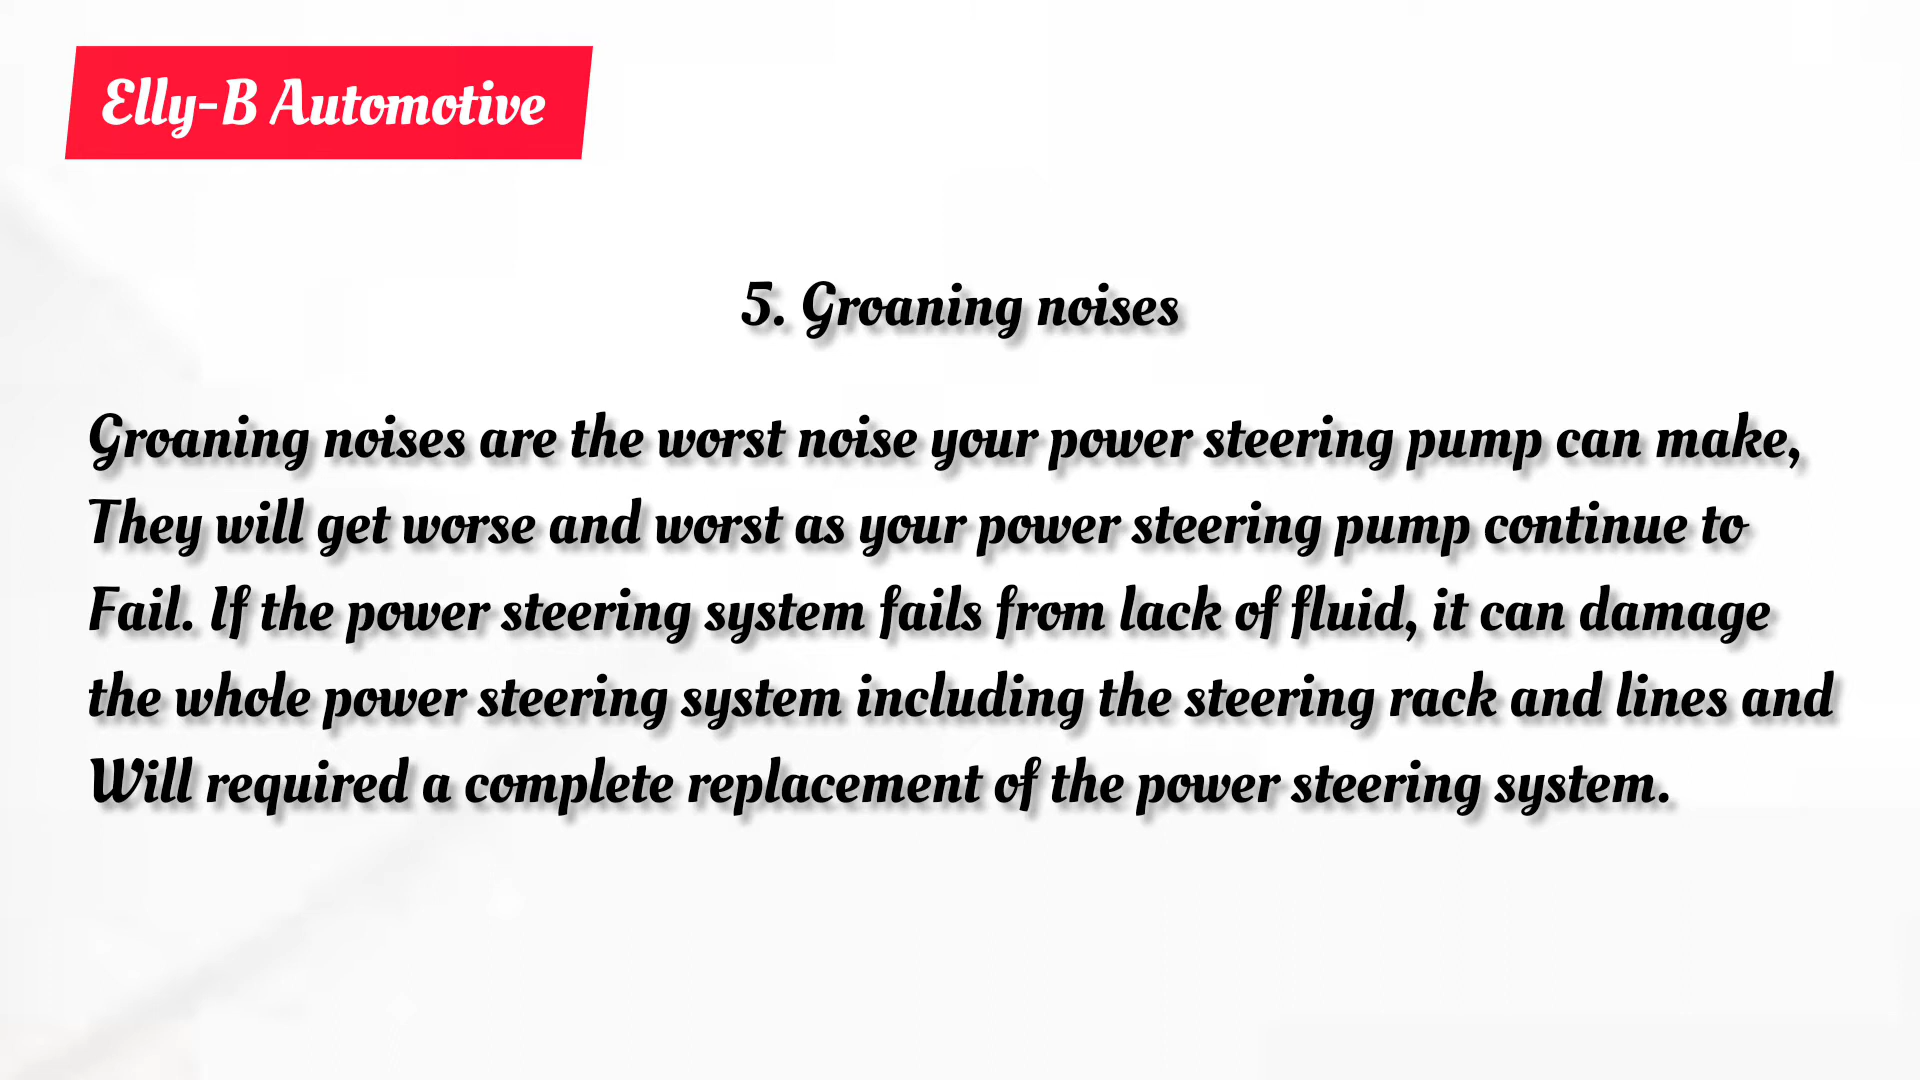 Elly-B Automotive
5. Groaning noises
Groaning noises are the worst noise your power steering pump can make,
They will get worse and worst as your power steering pump continue to
Fail. If the power steering system fails from lack of fluid, it can damage
the whole power steering system including the steering rack and lines and
Will required a complete replacement of the power steering system.